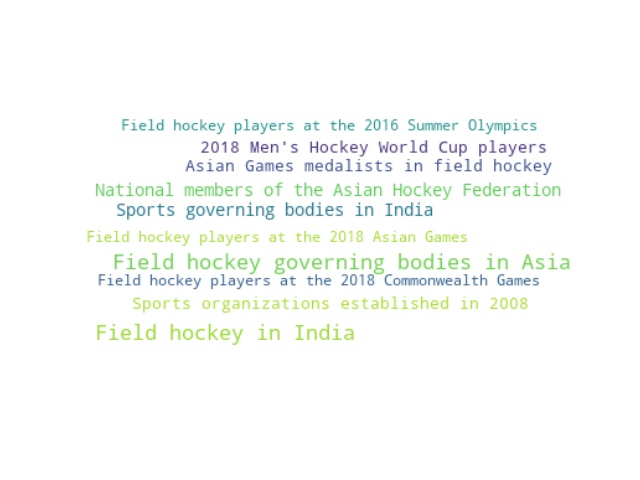 Field hockey players at the 2016 Summer Olympics
2018 Men's Hockey World Cup players
Asian Games medalists in field hockey
National members of the Asian Hockey Federation
Sports governing bodies in India
Field hockey players at the 2018 Asian Games
Field hockey governing bodies in Asia
Field hockey players at the 2018 Commonwealth Games
Sports organizations established in 2008
Field hockey in India